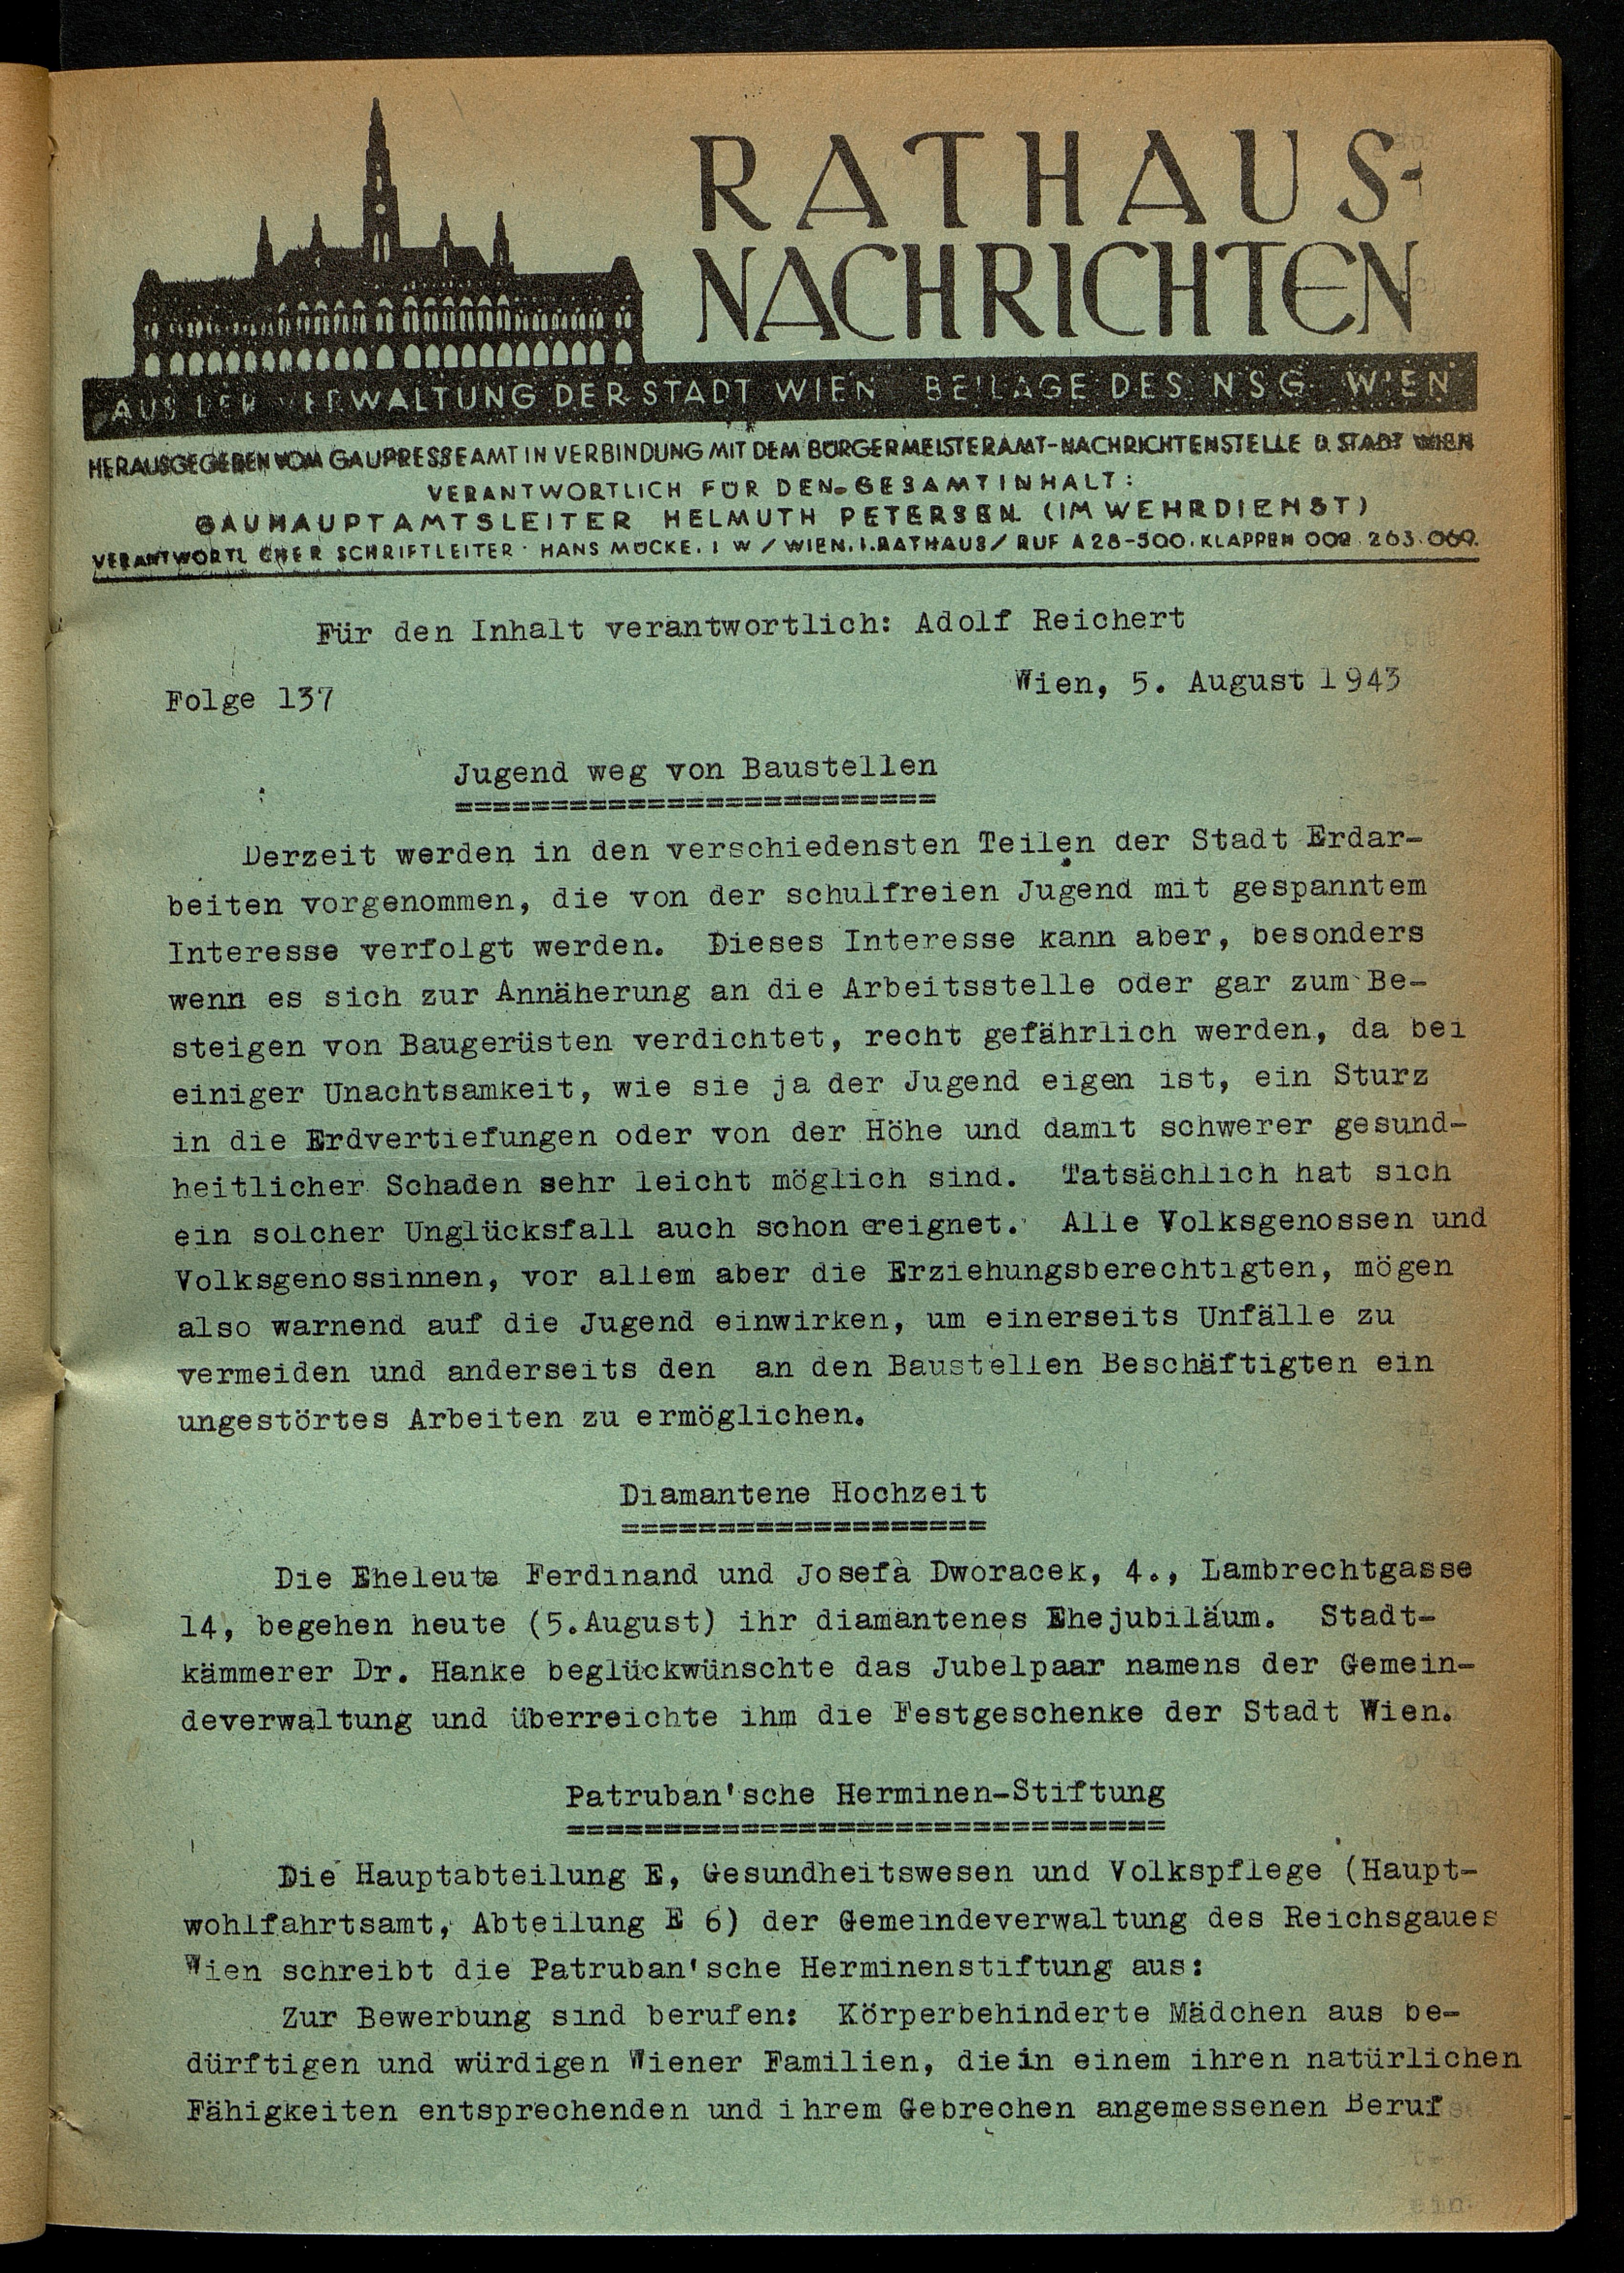 RATHAUS-
NACHRICHTEN
AUS DER VERWALTUNG DER STADT WIEN BEILAGE DES NSG WIEN
HERAUSGEGEBEN VOM GAUPRESSEAMT IN VERBINDUNG MIT DEM BÜRGERMEISTERAMT-NACHRICHTENSTELLE D. STADT WIEN
VERANTWORTLICH FÜR DEN GESAMTINHALT:
GAUHAUPTAMTSLEITER HELMUTH PETERSEN (IM WEHRDIENST)
VERANTWORTLICHER SCHRIFTLEITER HANS MÜCKE. I W / WIEN. I. RATHAUS / RUF A 28-500. KLAPPEN 002 263 069.
Für den Inhalt verantwortlich: Adolf Reichert
Folge 137
Wien, 5. August 1943
Jugend weg von Baustellen
=========================
Derzeit werden in den verschiedensten Teilen der Stadt Erdar-
beiten vorgenommen, die von der schulfreien Jugend mit gespanntem
Interesse verfolgt werden. Dieses Interesse kann aber, besonders
wenn es sich zur Annäherung an die Arbeitsstelle oder gar zum Be-
steigen von Baugerüsten verdichtet, recht gefährlich werden, da bei
einiger Unachtsamkeit, wie sie ja der Jugend eigen ist, ein Sturz
in die Erdvertiefungen oder von der Höhe und damit schwerer gesund-
heitlicher Schaden sehr leicht möglich sind. Tatsächlich hat sich
ein solcher Unglücksfall auch schon ereignet. Alle Volksgenossen und
Volksgenossinnen, vor allem aber die Erziehungsberechtigten, mögen
also warnend auf die Jugend einwirken, um einerseits Unfälle zu
vermeiden und anderseits den an den Baustellen Beschäftigten ein
ungestörtes Arbeiten zu ermöglichen.
Diamantene Hochzeit
===================
Die Eheleute Ferdinand und Josefa Dworacek, 4., Lambrechtgasse
14, begehen heute (5.August) ihr diamantenes Ehejubiläum. Stadt-
kämmerer Dr. Hanke beglückwünschte das Jubelpaar namens der Gemein-
deverwaltung und überreichte ihm die Festgeschenke der Stadt Wien.
Patruban'sche Herminen-Stiftung
===============================
Die Hauptabteilung E, Gesundheitswesen und Volkspflege (Haupt-
wohlfahrtsamt, Abteilung E 6) der Gemeindeverwaltung des Reichsgaues
Wien schreibt die Patruban'sche Herminenstiftung aus:
Zur Bewerbung sind berufen: Körperbehinderte Mädchen aus be-
dürftigen und würdigen Wiener Familien, diein einem ihren natürlichen
Fähigkeiten entsprechenden und ihrem Gebrechen angemessenen Beruf